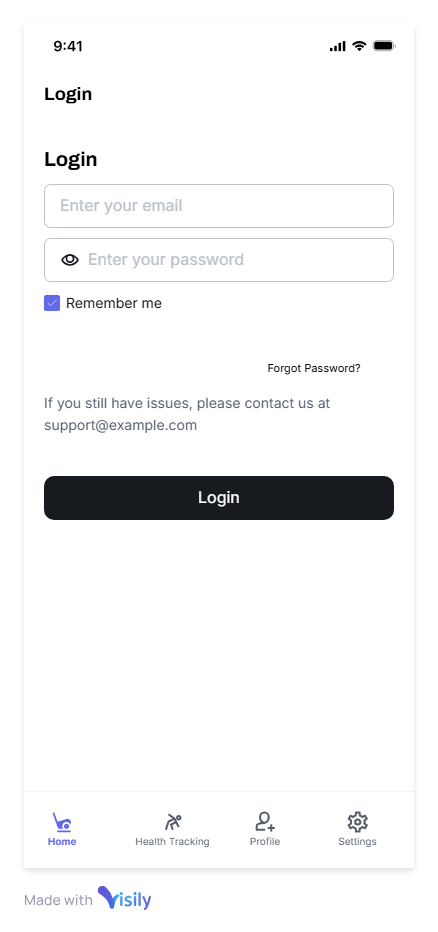 9:41
Login
Login
Enter your email
Enter your password
Remember me
Forgot Password?
If you still have issues, please contact us at
support@example.com
Login
Home Health Tracking Profile Settings
Made with Visily